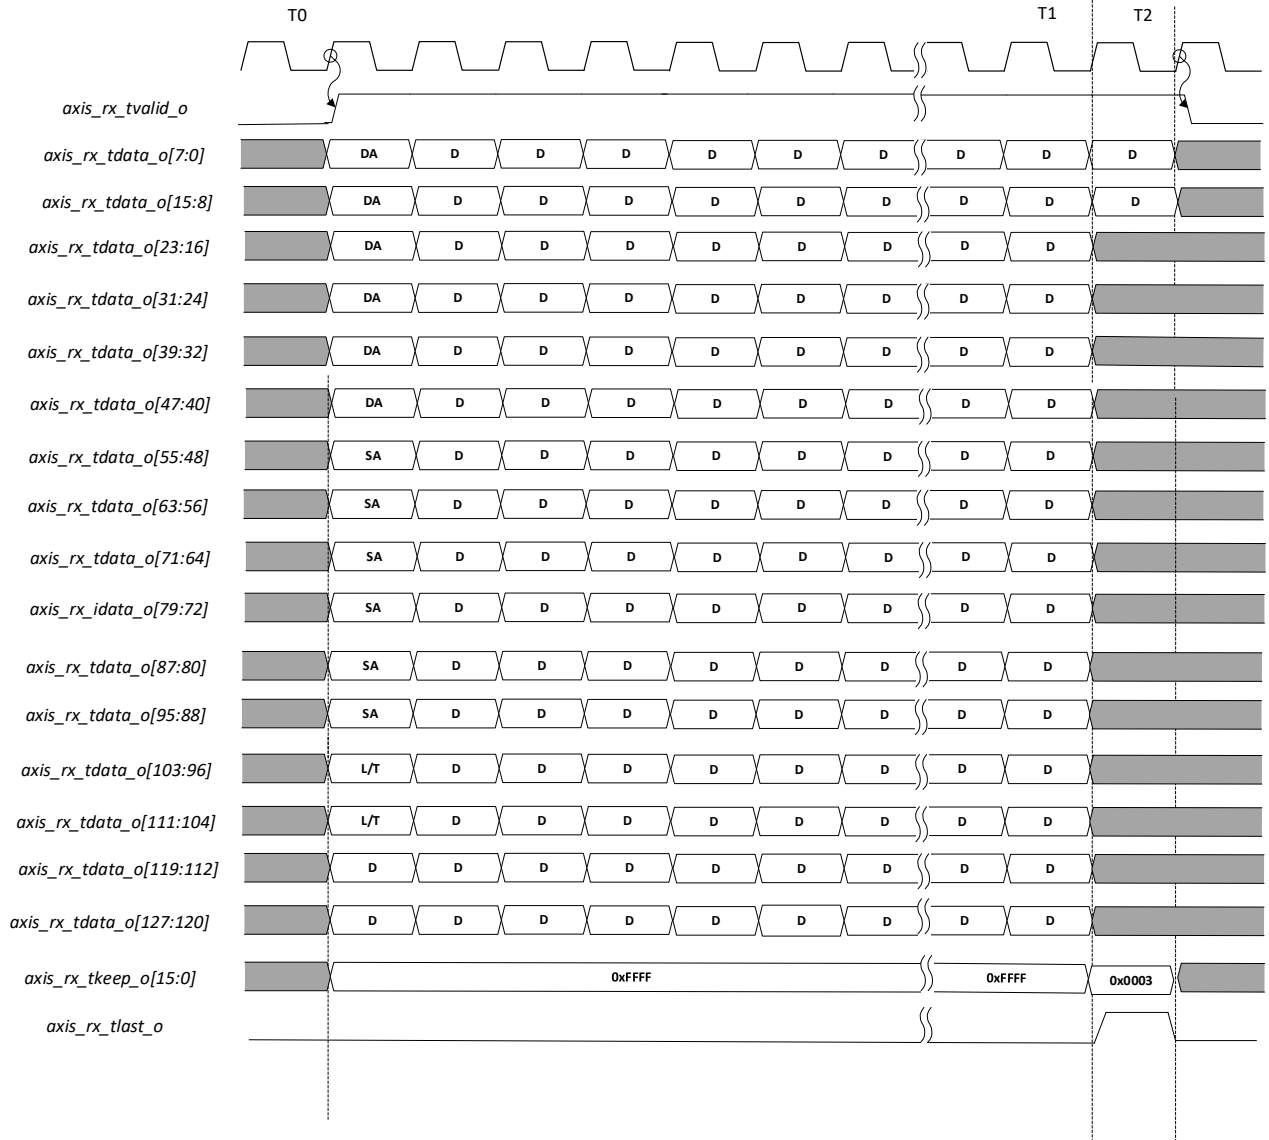 T0 T1 T2
axis_rx_tvalid_o
axis_rx_tdata_o[7:0] DA D D D D D D D D D
axis_rx_tdata_o[15:8] DA D D D D D D D D D
axis_rx_tdata_o[23:16] DA D D D D D D D D
axis_rx_tdata_o[31:24] DA D D D D D D D D
axis_rx_tdata_o[39:32] DA D D D D D D D D
axis_rx_tdata_o[47:40] DA D D D D D D D D
axis_rx_tdata_o[55:48] SA D D D D D D D D
axis_rx_tdata_o[63:56] SA D D D D D D D D
axis_rx_tdata_o[71:64] SA D D D D D D D D
axis_rx_idata_o[79:72] SA D D D D D D D D
axis_rx_tdata_o[87:80] SA D D D D D D D D
axis_rx_tdata_o[95:88] SA D D D D D D D D
axis_rx_tdata_o[103:96] L/T D D D D D D D D
axis_rx_tdata_o[111:104] L/T D D D D D D D D
axis_rx_tdata_o[119:112] D D D D D D D D D
axis_rx_tdata_o[127:120] D D D D D D D D D
axis_rx_tkeep_o[15:0] 0xFFFF 0xFFFF 0x0003
axis_rx_tlast_o